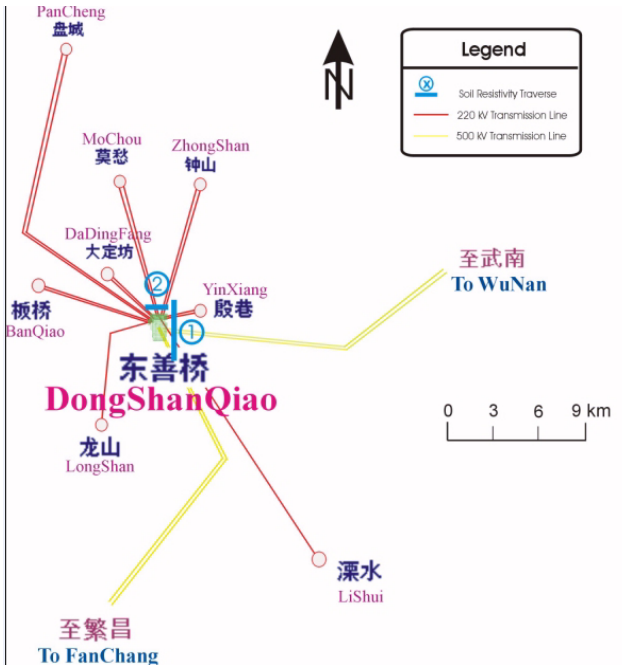 PanCheng
盘城
N
Legend
X
Soil Resistivity Traverse
220 kV Transmission Line
500 kV Transmission Line
MoChou
莫愁
ZhongShan
钟山
DaDingFang
大定坊
至武南
To WuNan
②
YinXiang
殷巷
板桥
BanQiao
①
东善桥
DongShanQiao
0 3 6 9 km
龙山
LongShan
溧水
LiShui
至繁昌
To FanChang